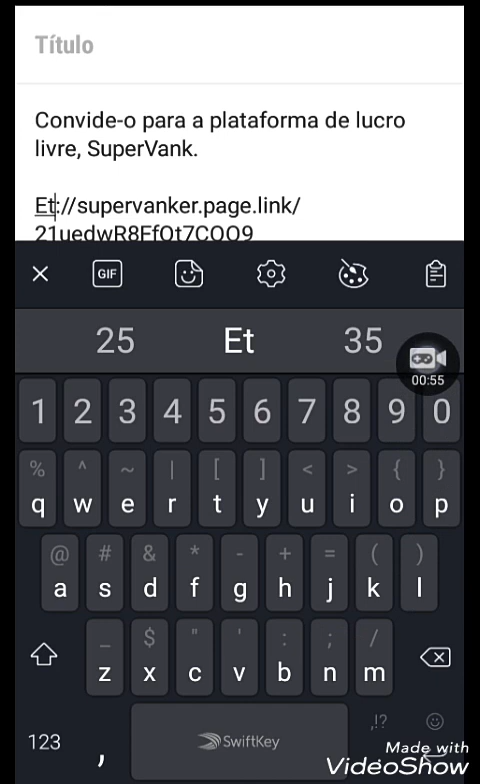 Título
Convide-o para a plataforma de lucro
livre, SuperVank.
Et://supervanker.page.link/
21uedwR8FfOt7COO9
GIF
25 Et 35
00:55
1 2 3 4 5 6 7 8 9 0
% ^ ~ | [ ] < > { }
q w e r t y u i o p
@ # & * - + = ( )
a s d f g h j k l
_ $ " ' : ; /
z x c v b n m
,!?
123 , SwiftKey
Made with
VideoShow